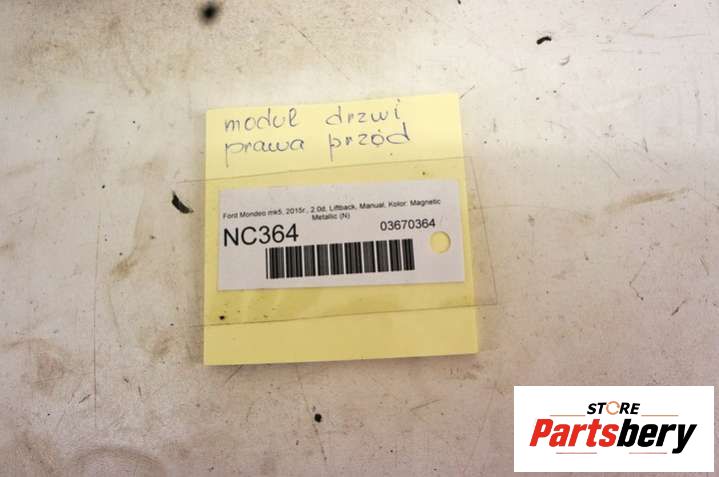 moduł drzwi
prawa przód
Ford Mondeo mk5, 2015r., 2.0d, Liftback, Manual, Kolor: Magnetic
Metallic (N)
NC364
03670364
STORE
Partsbery